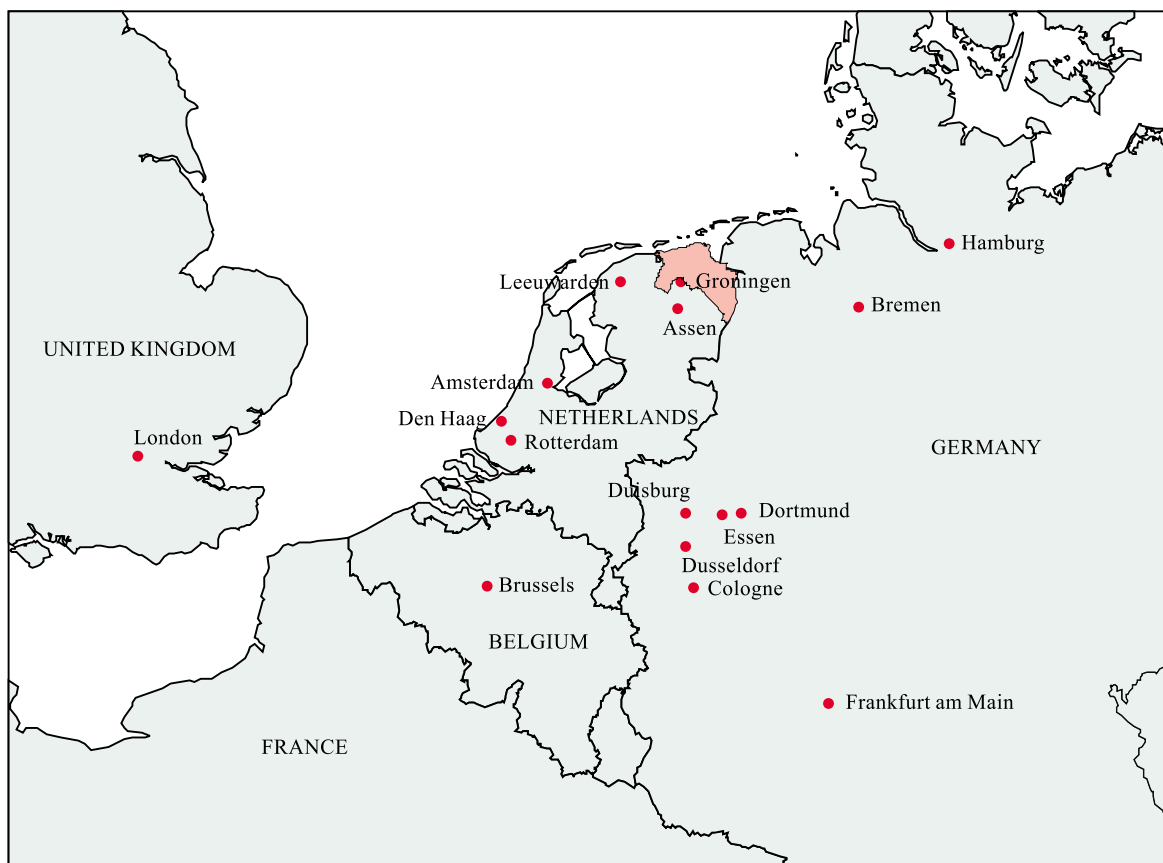 Hamburg
Leeuwarden
Groningen
Bremen
Assen
UNITED KINGDOM
Amsterdam
Den Haag
NETHERLANDS
London
Rotterdam
GERMANY
Duisburg
Dortmund
Essen
Dusseldorf
Brussels
Cologne
BELGIUM
Frankfurt am Main
FRANCE